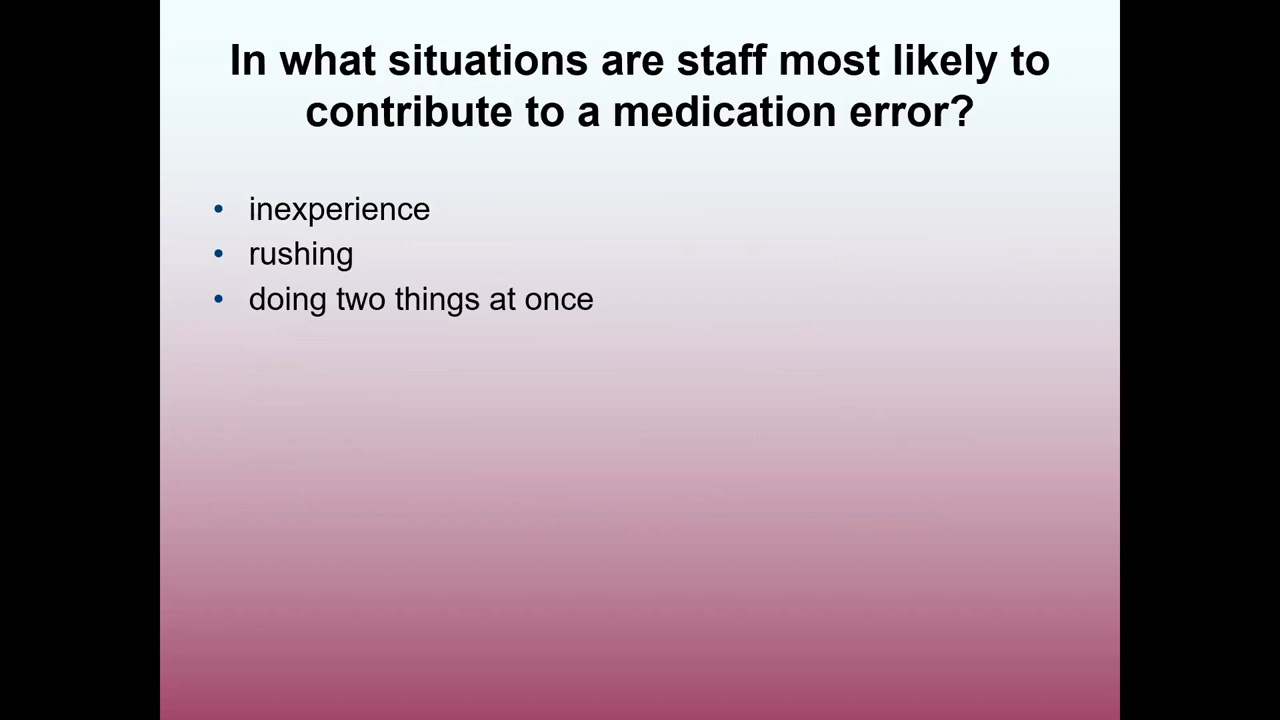 In what situations are staff most likely to
contribute to a medication error?
• inexperience
• rushing
• doing two things at once